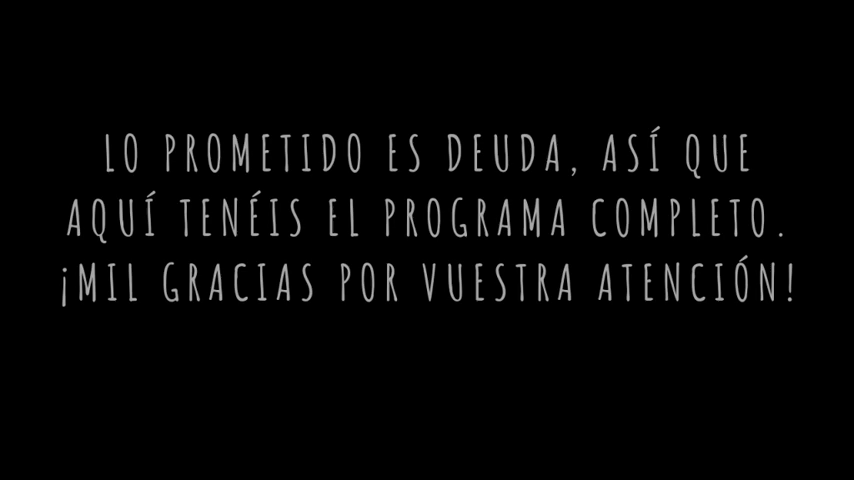 LO PROMETIDO ES DEUDA, ASÍ QUE
AQUÍ TENÉIS EL PROGRAMA COMPLETO.
¡MIL GRACIAS POR VUESTRA ATENCIÓN!